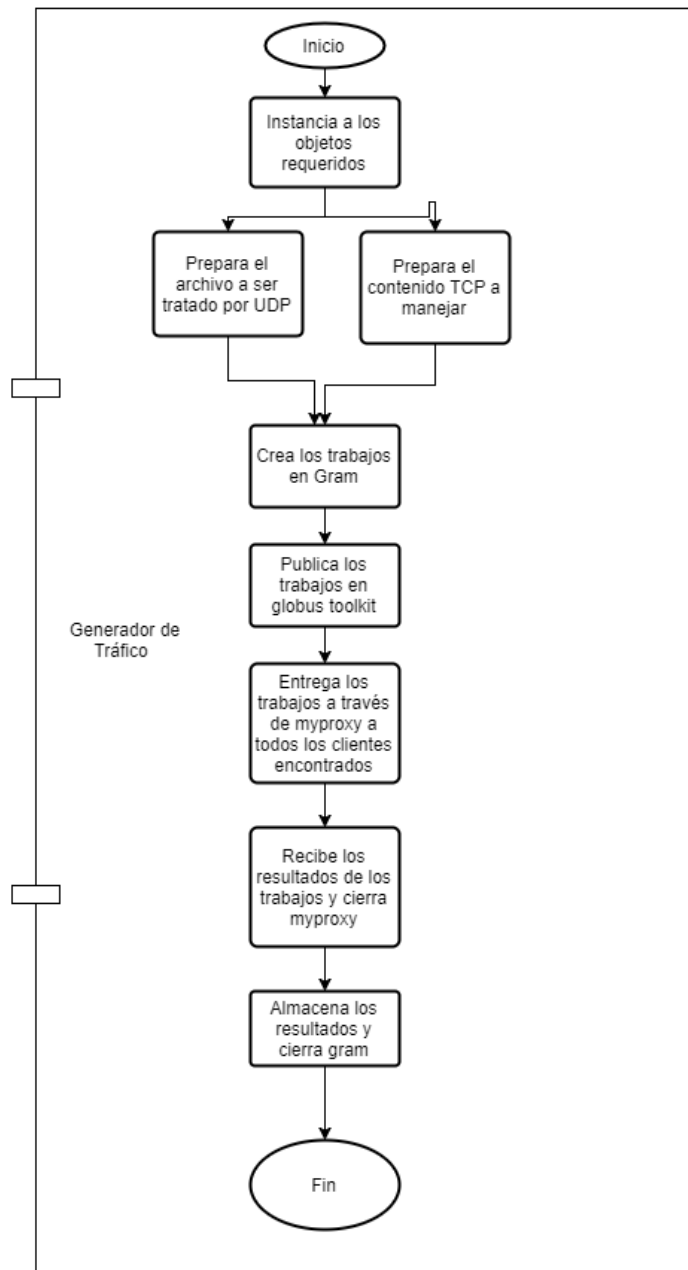 Inicio
Instancia a los
objetos
requeridos
Prepara el
archivo a ser
tratado por UDP
Prepara el
contenido TCP a
manejar
Crea los trabajos
en Gram
Publica los
trabajos en
globus toolkit
Generador de
Tráfico
Entrega los
trabajos a través
de myproxy a
todos los clientes
encontrados
Recibe los
resultados de los
trabajos y cierra
myproxy
Almacena los
resultados y
cierra gram
Fin